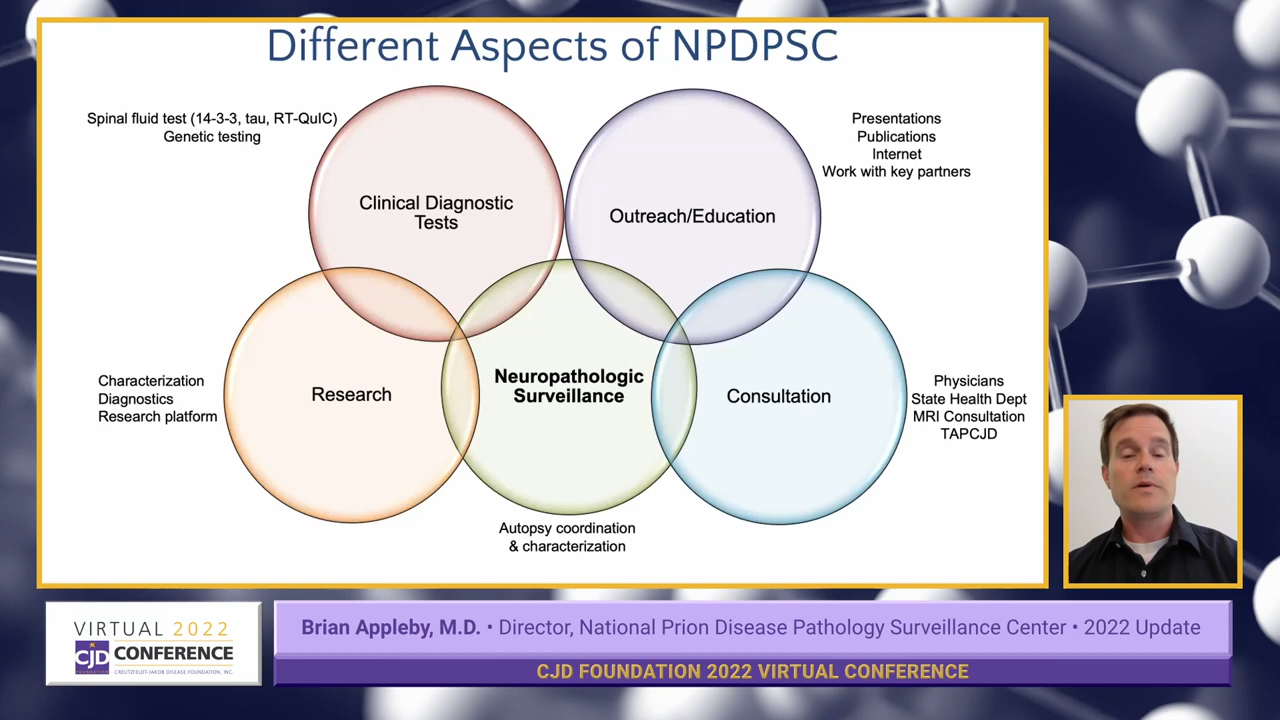 Different Aspects of NPDPSC
Spinal fluid test (14-3-3, tau, RT-QuIC)
Genetic testing
Clinical Diagnostic
Tests
Outreach/Education
Presentations
Publications
Internet
Work with key partners
Characterization
Diagnostics
Research platform
Research
Neuropathologic
Surveillance
Autopsy coordination
& characterization
Consultation
Physicians
State Health Dept
MRI Consultation
TAPCJD
VIRTUAL 2022
CJD
FOUNDATION
CONFERENCE
CREUTZFELDT-JAKOB DISEASE FOUNDATION, INC.
Brian Appleby, M.D. • Director, National Prion Disease Pathology Surveillance Center • 2022 Update
CJD FOUNDATION 2022 VIRTUAL CONFERENCE